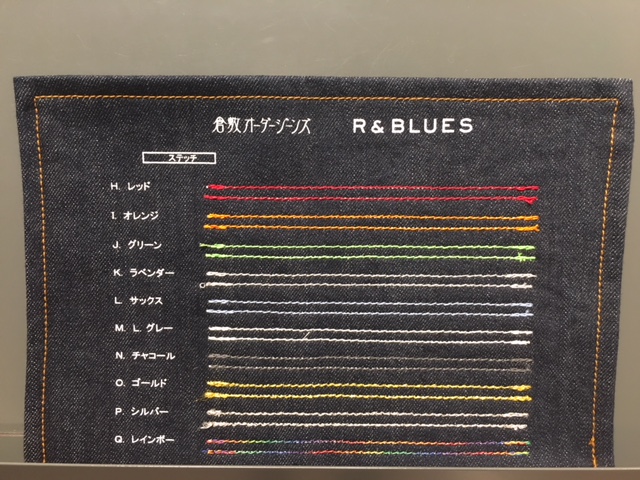 倉敷オーダージーンズ R&BLUES
ステッチ
H. レッド
I. オレンジ
J. グリーン
K. ラベンダー
L. サックス
M. L. グレー
N. チャコール
O. ゴールド
P. シルバー
Q. レインボー